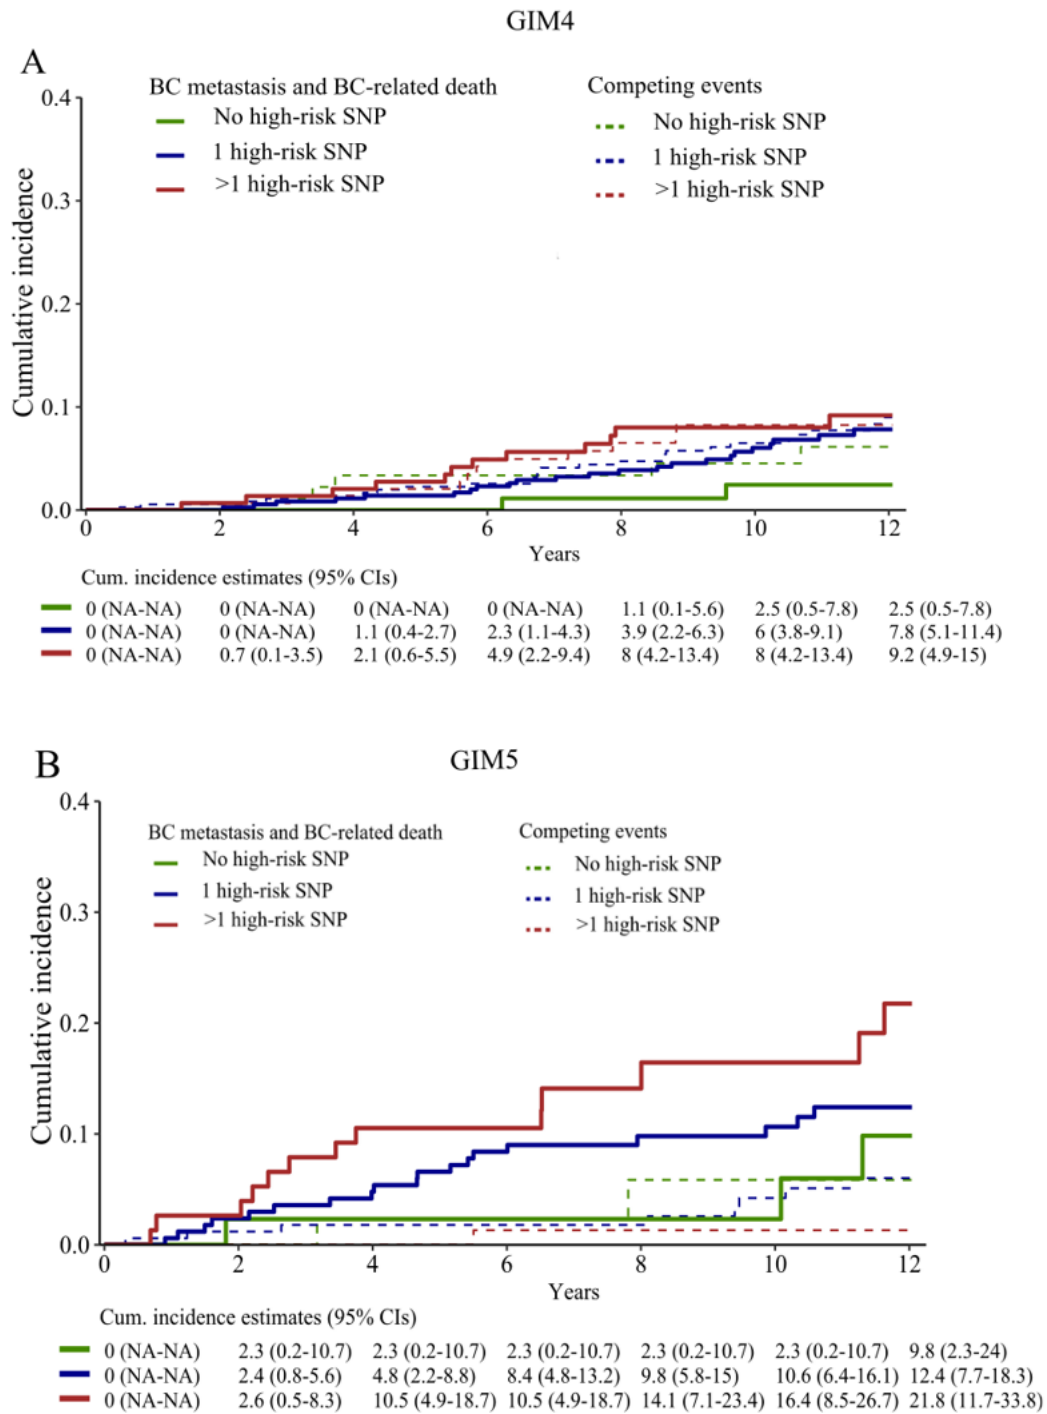 GIM4
A
BC metastasis and BC-related death
No high-risk SNP
1 high-risk SNP
>1 high-risk SNP
Competing events
No high-risk SNP
1 high-risk SNP
>1 high-risk SNP
Cumulative incidence
0.4
0.3
0.2
0.1
0.0
0 2 4 6 8 10 12
Years
Cum. incidence estimates (95% CIs)
0 (NA-NA) 0 (NA-NA) 0 (NA-NA) 0 (NA-NA) 1.1 (0.1-5.6) 2.5 (0.5-7.8) 2.5 (0.5-7.8)
0 (NA-NA) 0 (NA-NA) 1.1 (0.4-2.7) 2.3 (1.1-4.3) 3.9 (2.2-6.3) 6 (3.8-9.1) 7.8 (5.1-11.4)
0 (NA-NA) 0.7 (0.1-3.5) 2.1 (0.6-5.5) 4.9 (2.2-9.4) 8 (4.2-13.4) 8 (4.2-13.4) 9.2 (4.9-15)
B
GIM5
BC metastasis and BC-related death
No high-risk SNP
1 high-risk SNP
>1 high-risk SNP
Competing events
No high-risk SNP
1 high-risk SNP
>1 high-risk SNP
Cumulative incidence
0.4
0.3
0.2
0.1
0.0
0 2 4 6 8 10 12
Years
Cum. incidence estimates (95% CIs)
0 (NA-NA) 2.3 (0.2-10.7) 2.3 (0.2-10.7) 2.3 (0.2-10.7) 2.3 (0.2-10.7) 2.3 (0.2-10.7) 9.8 (2.3-24)
0 (NA-NA) 2.4 (0.8-5.6) 4.8 (2.2-8.8) 8.4 (4.8-13.2) 9.8 (5.8-15) 10.6 (6.4-16.1) 12.4 (7.7-18.3)
0 (NA-NA) 2.6 (0.5-8.3) 10.5 (4.9-18.7) 10.5 (4.9-18.7) 14.1 (7.1-23.4) 16.4 (8.5-26.7) 21.8 (11.7-33.8)